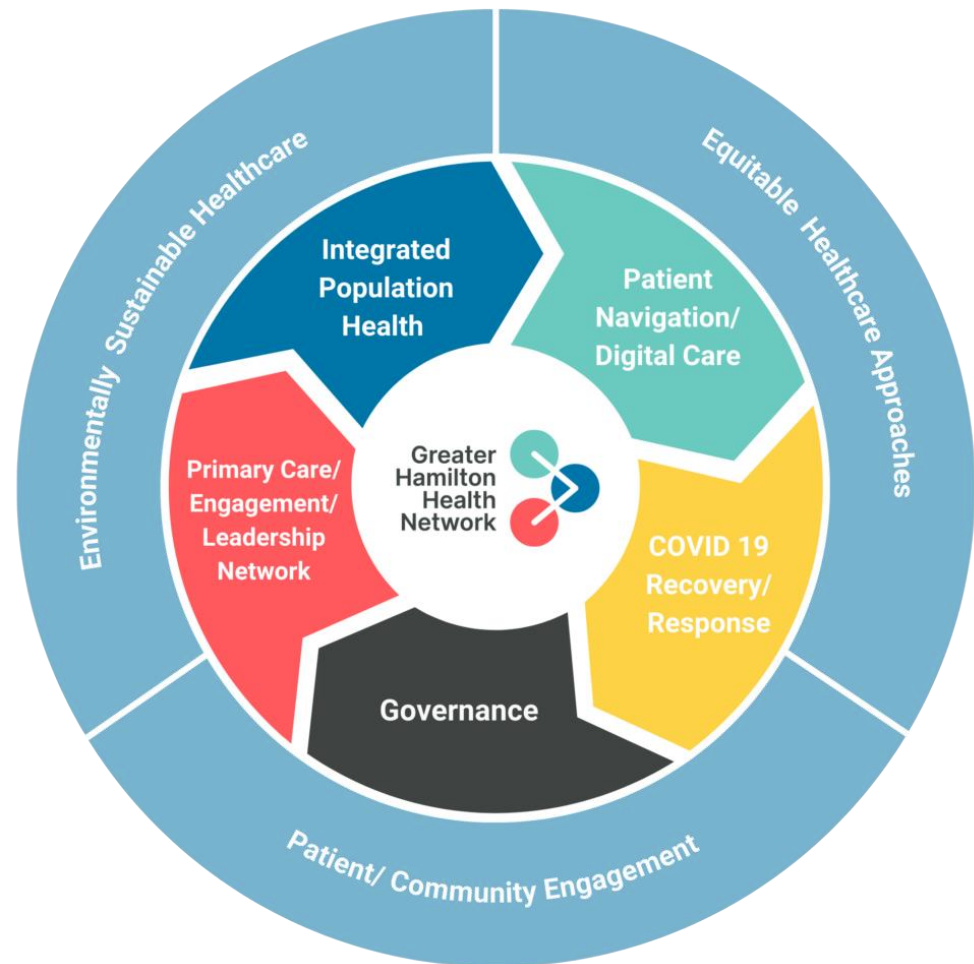 Environmentally Sustainable Healthcare
Equitable Healthcare Approaches
Integrated
Population
Health
Patient
Navigation/
Digital Care
Primary Care/
Engagement/
Leadership
Network
Greater
Hamilton
Health
Network
COVID 19
Recovery/
Response
Governance
Patient/ Community Engagement